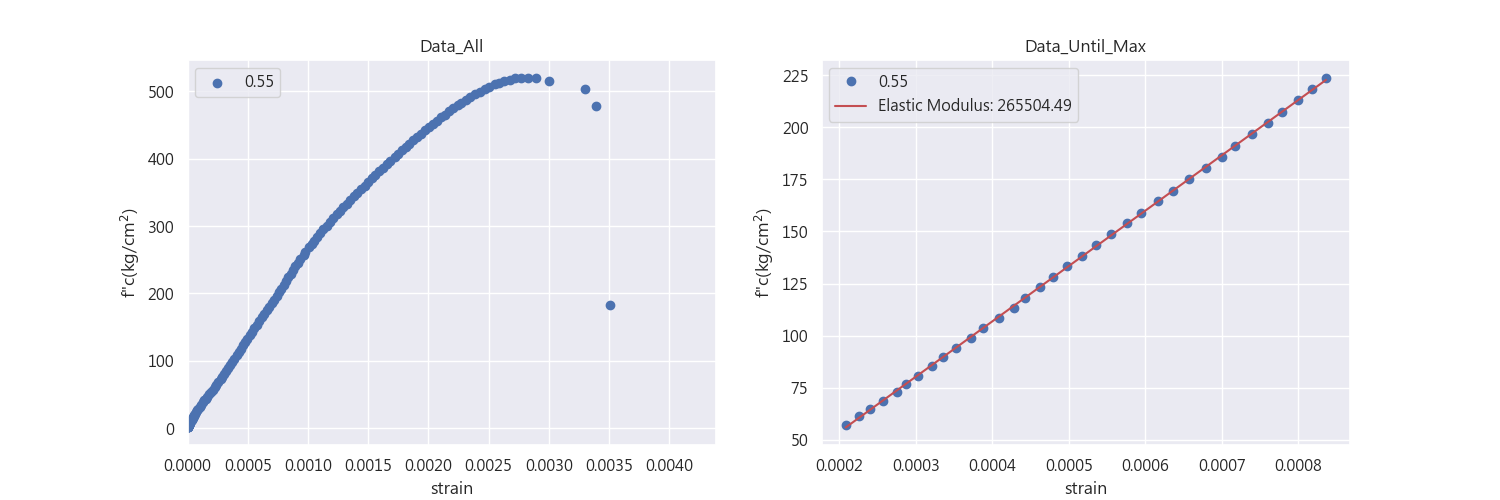 Data_All
0.55
500
400
300
200
100
0
f"c(kg/cm²)
0.0000 0.0005 0.0010 0.0015 0.0020 0.0025 0.0030 0.0035 0.0040
strain
Data_Until_Max
0.55
Elastic Modulus: 265504.49
225
200
175
150
125
100
75
50
f"c(kg/cm²)
0.0002 0.0003 0.0004 0.0005 0.0006 0.0007 0.0008
strain